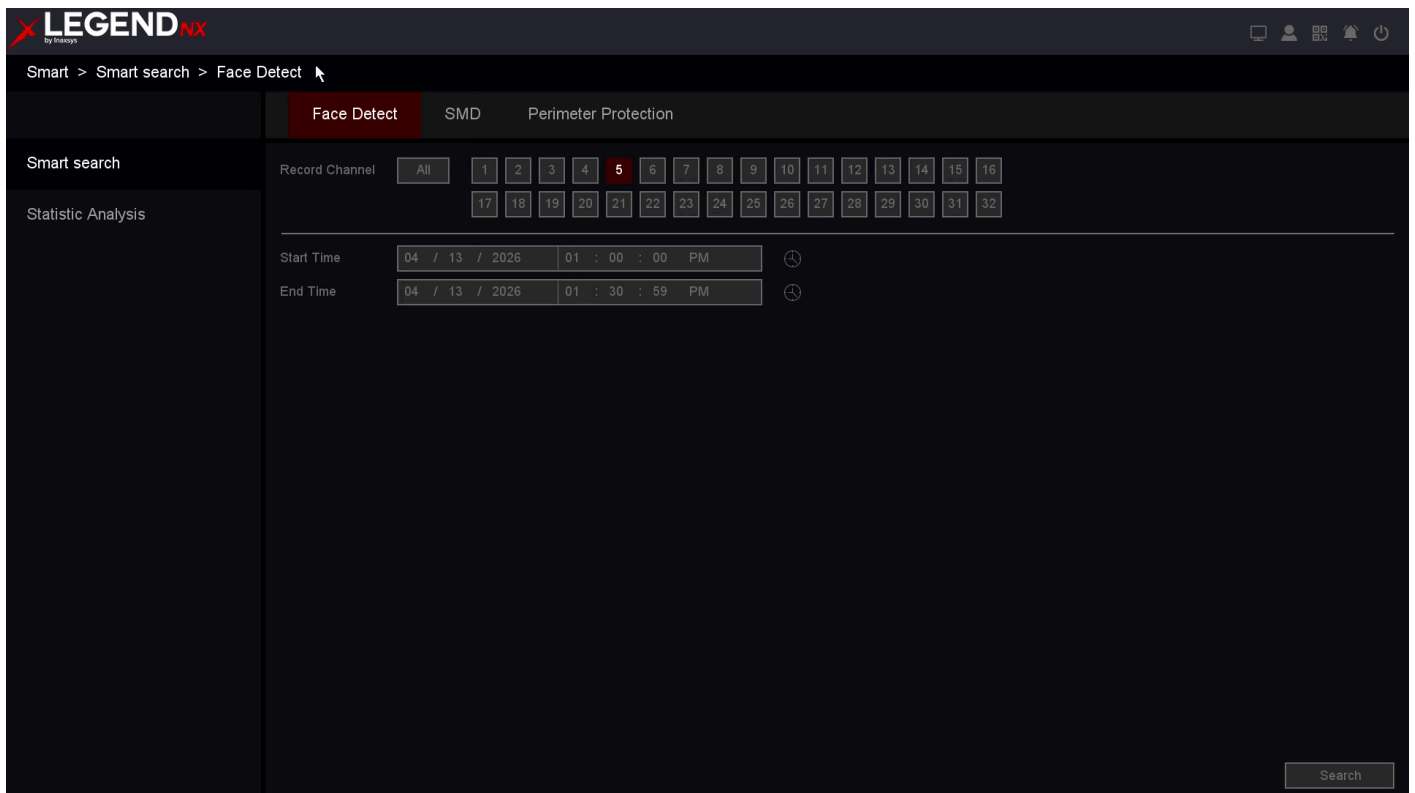 LEGEND NX
by Inaxsys
Smart > Smart search > Face Detect
Face Detect SMD Perimeter Protection
Smart search
Statistic Analysis
Record Channel All 1 2 3 4 5 6 7 8 9 10 11 12 13 14 15 16
17 18 19 20 21 22 23 24 25 26 27 28 29 30 31 32
Start Time 04 / 13 / 2026 01 : 00 : 00 PM
End Time 04 / 13 / 2026 01 : 30 : 59 PM
Search